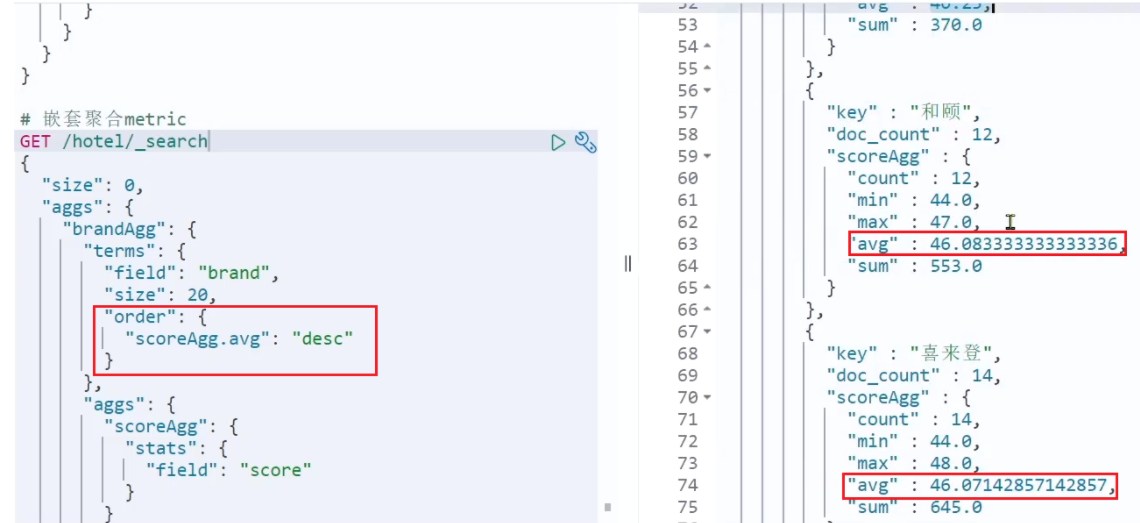 }
}
}
}
# 嵌套聚合metric
GET /hotel/_search
{
"size": 0,
"aggs": {
"brandAgg": {
"terms": {
"field": "brand",
"size": 20,
"order": {
"scoreAgg.avg": "desc"
}
},
"aggs": {
"scoreAgg": {
"stats": {
"field": "score"
}
}
52 "avg" : 46.25,
53 "sum" : 370.0
54 }
55 },
56 {
57 "key" : "和颐",
58 "doc_count" : 12,
59 "scoreAgg" : {
60 "count" : 12,
61 "min" : 44.0,
62 "max" : 47.0,
63 "avg" : 46.083333333333336,
64 "sum" : 553.0
65 }
66 },
67 {
68 "key" : "喜来登",
69 "doc_count" : 14,
70 "scoreAgg" : {
71 "count" : 14,
72 "min" : 44.0,
73 "max" : 48.0,
74 "avg" : 46.07142857142857,
75 "sum" : 645.0